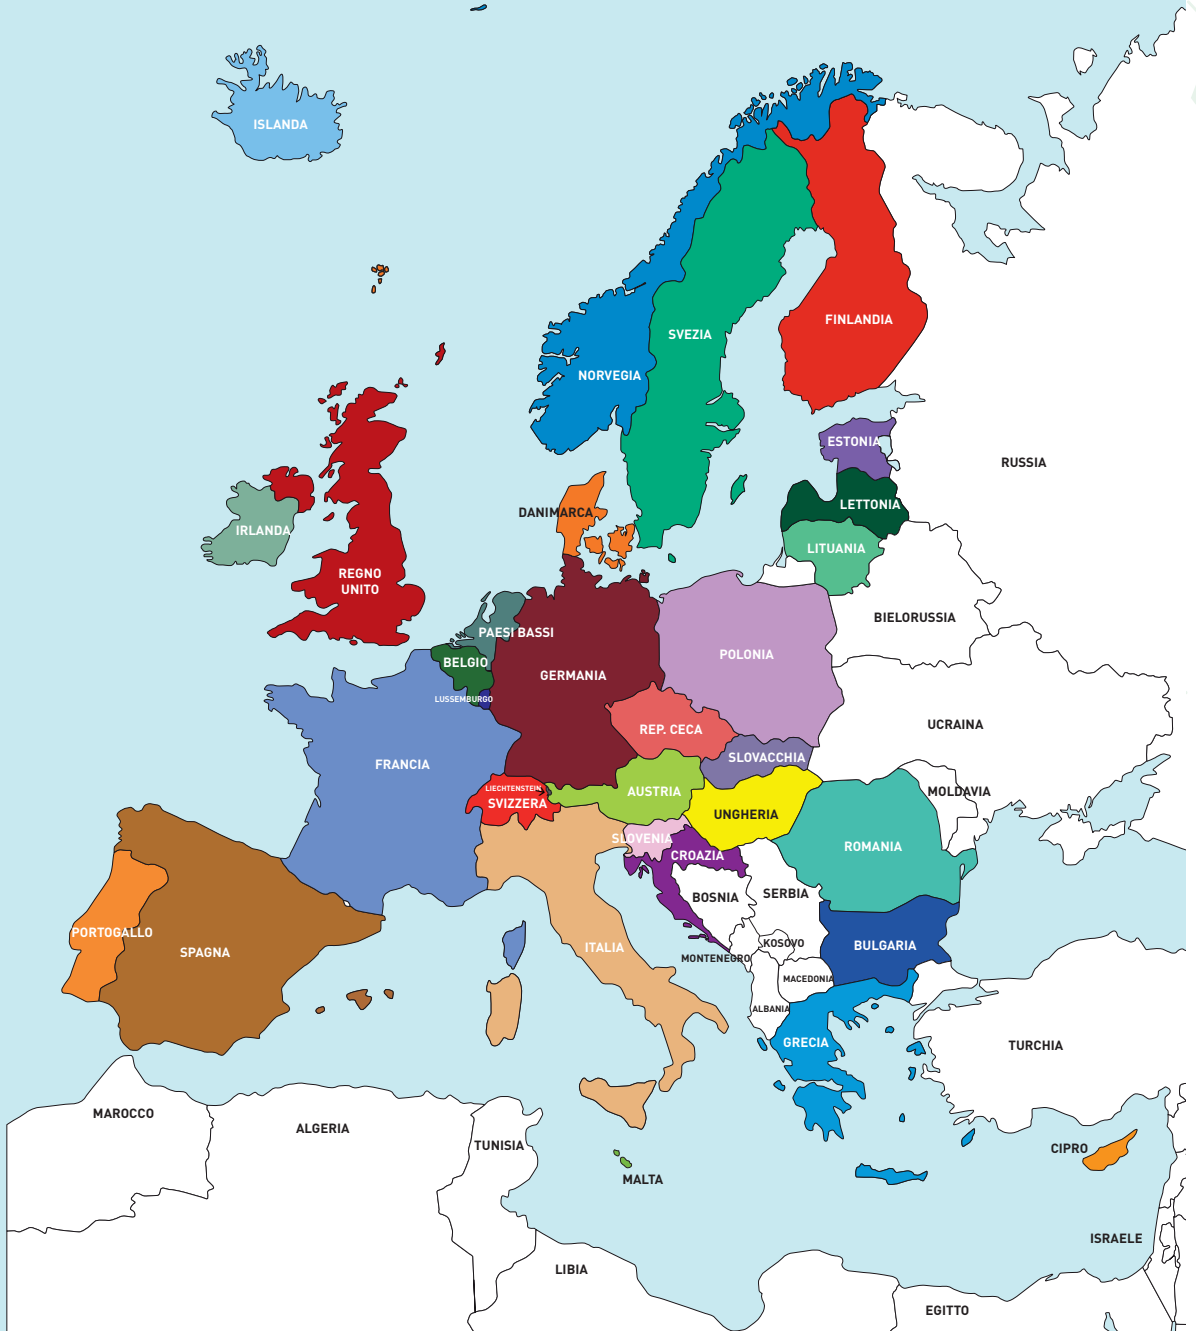 ISLANDA
FINLANDIA
SVEZIA
NORVEGIA
ESTONIA
RUSSIA
LETTONIA
DANIMARCA
IRLANDA
LITUANIA
REGNO
UNITO
BIELORUSSIA
PAESI BASSI
POLONIA
BELGIO
GERMANIA
LUSSEMBURGO
UCRAINA
REP. CECA
SLOVACCHIA
FRANCIA
LIECHTENSTEIN
SVIZZERA
AUSTRIA
MOLDAVIA
UNGHERIA
SLOVENIA
ROMANIA
CROAZIA
BOSNIA
SERBIA
PORTOGALLO
SPAGNA
ITALIA
KOSOVO
BULGARIA
MONTENEGRO
MACEDONIA
ALBANIA
GRECIA
TURCHIA
MAROCCO
ALGERIA
TUNISIA
CIPRO
MALTA
ISRAELE
LIBIA
EGITTO